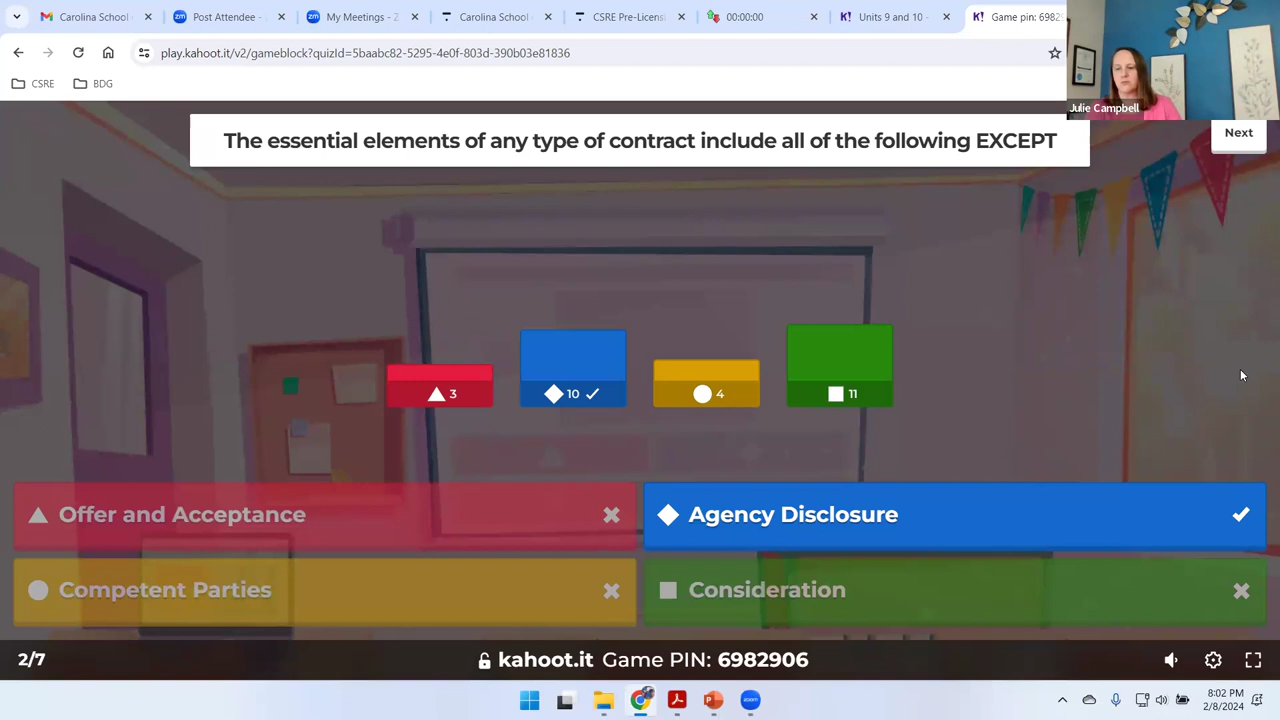 Carolina School
Post Attendee -
My Meetings - Z
Carolina School
CSRE Pre-Licens
00:00:00
Units 9 and 10 -
Game pin: 6982
play.kahoot.it/v2/gameblock?quizId=5baabc82-5295-4e0f-803d-390b03e81836
CSRE
BDG
Julie Campbell
The essential elements of any type of contract include all of the following EXCEPT
Next
3
10
4
11
Offer and Acceptance
Agency Disclosure
Competent Parties
Consideration
2/7
kahoot.it Game PIN: 6982906
zoom
8:02 PM
2/8/2024